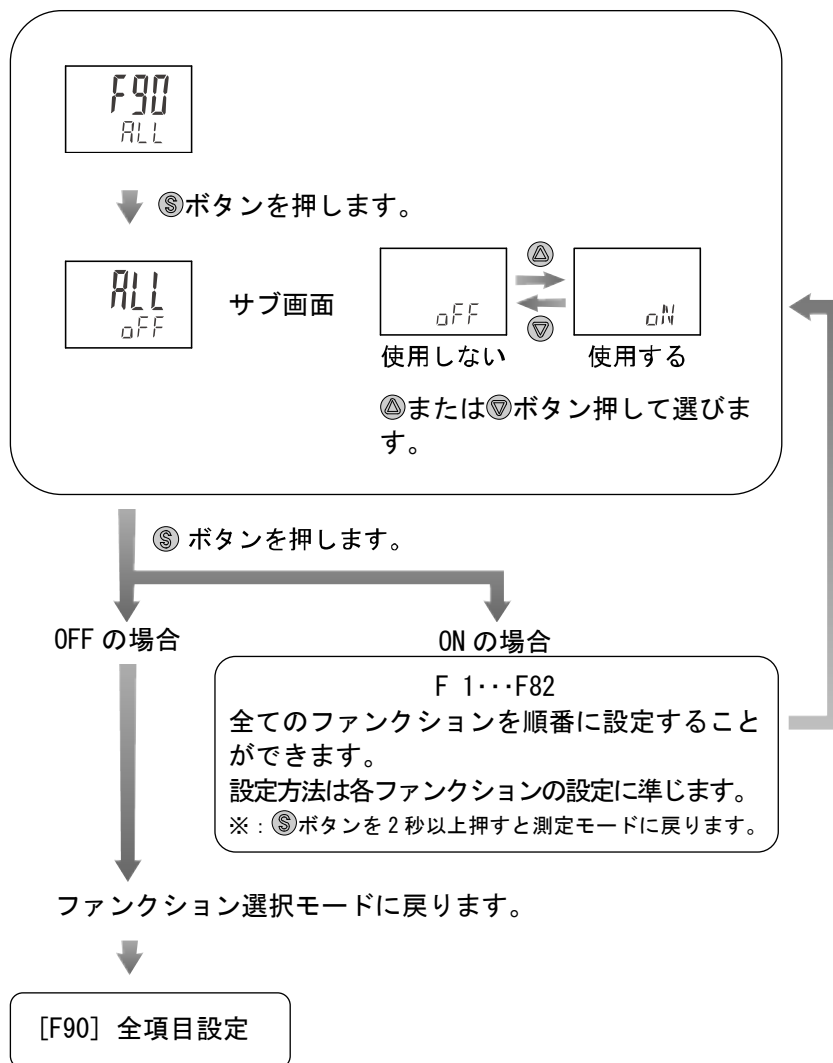 F90
ALL
Ⓢボタンを押します。
ALL
oFF
サブ画面
oFF
oN
使用しない
使用する
または
ボタン押して選びま
す。
Ⓢ ボタンを押します。
OFF の場合
ON の場合
F 1･･･F82
全てのファンクションを順番に設定すること
ができます。
設定方法は各ファンクションの設定に準じます。
※：Ⓢボタンを2秒以上押すと測定モードに戻ります。
ファンクション選択モードに戻ります。
[F90] 全項目設定